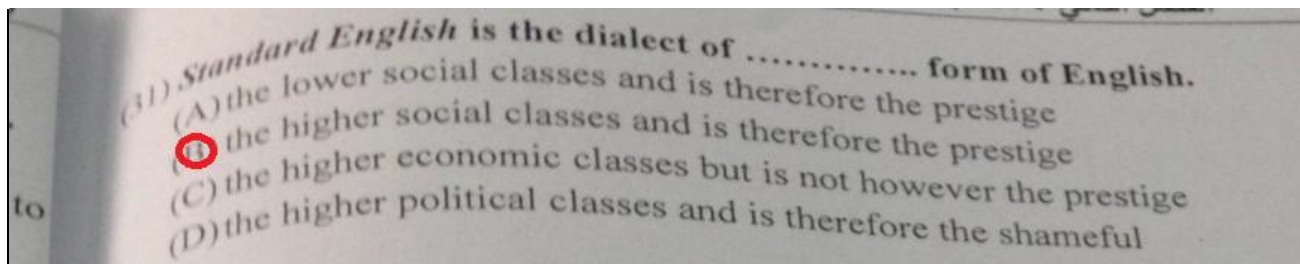 (31) Standard English is the dialect of .............. form of English.
(A) the lower social classes and is therefore the prestige
(B) the higher social classes and is therefore the prestige
(C) the higher economic classes but is not however the prestige
(D) the higher political classes and is therefore the shameful
to